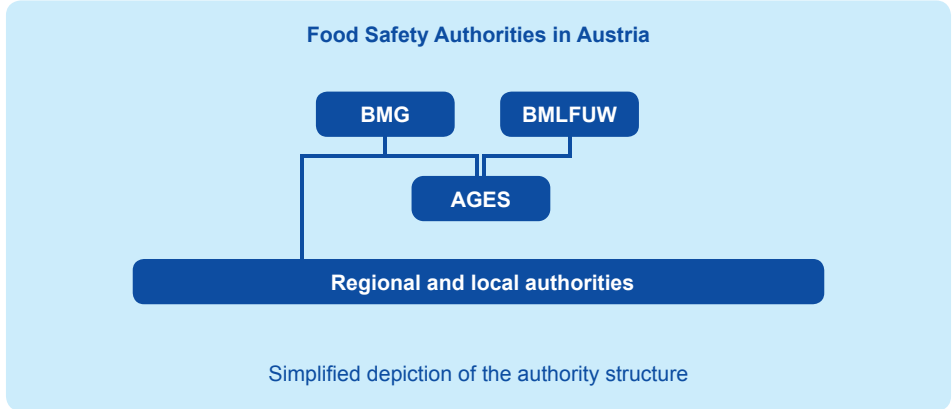 Food Safety Authorities in Austria
BMG
BMLFUW
AGES
Regional and local authorities
Simplified depiction of the authority structure